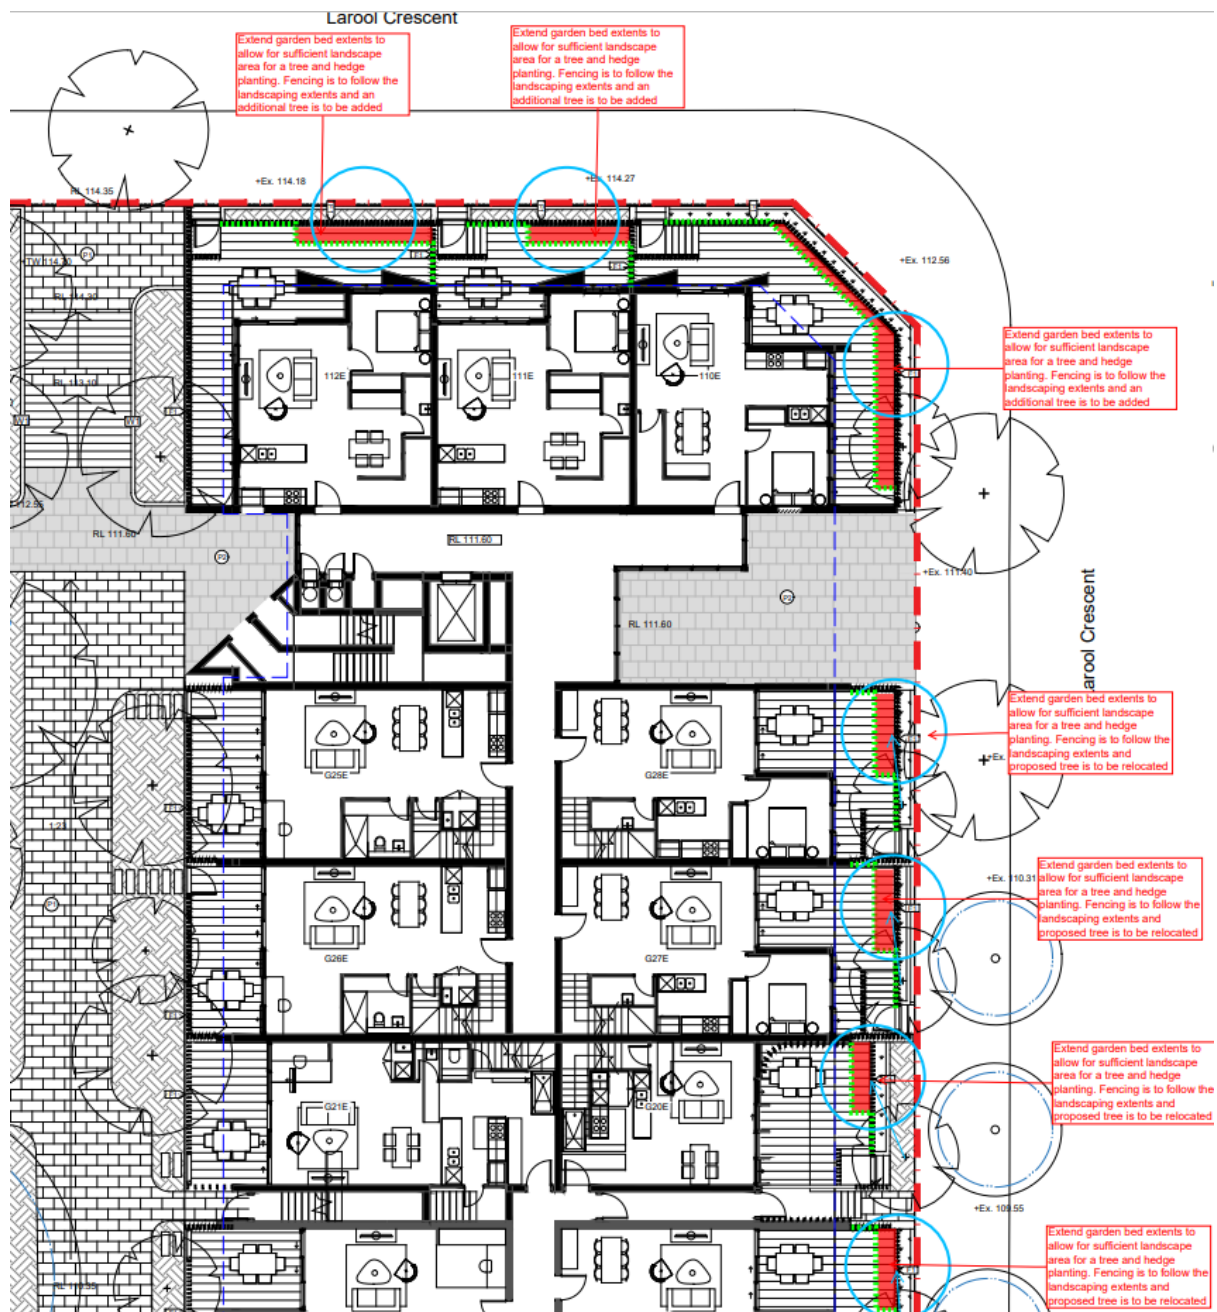 Larool Crescent
Extend garden bed extents to
allow for sufficient landscape
area for a tree and hedge
planting. Fencing is to follow the
landscaping extents and an
additional tree is to be added
Extend garden bed extents to
allow for sufficient landscape
area for a tree and hedge
planting. Fencing is to follow the
landscaping extents and an
additional tree is to be added
RL 114.35
+Ex. 114.18
+Ex. 114.27
+Ex. 112.56
P1
Extend garden bed extents to
allow for sufficient landscape
area for a tree and hedge
planting. Fencing is to follow the
landscaping extents and an
additional tree is to be added
112E
111E
110E
RL 111.60
RL 111.60
P2
+Ex. 111.40
P2
RL 111.60
Larool Crescent
Extend garden bed extents to
allow for sufficient landscape
area for a tree and hedge
planting. Fencing is to follow the
landscaping extents and
proposed tree is to be relocated
+Ex.
G25E
G28E
1:23
+Ex. 110.31
Extend garden bed extents to
allow for sufficient landscape
area for a tree and hedge
planting. Fencing is to follow the
landscaping extents and
proposed tree is to be relocated
P1
G26E
G27E
Extend garden bed extents to
allow for sufficient landscape
area for a tree and hedge
planting. Fencing is to follow the
landscaping extents and
proposed tree is to be relocated
G21E
G20E
+Ex. 109.55
Extend garden bed extents to
allow for sufficient landscape
area for a tree and hedge
planting. Fencing is to follow the
landscaping extents and
proposed tree is to be relocated